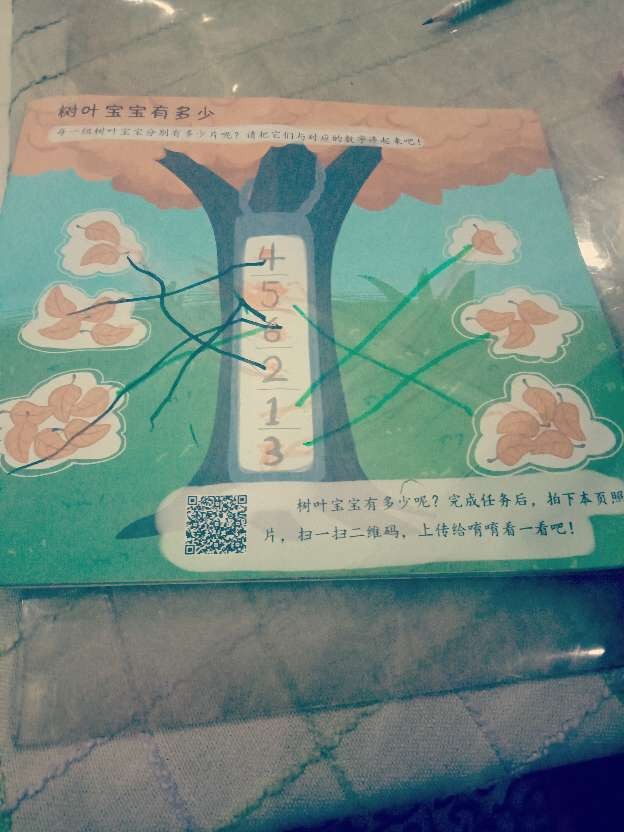 树叶宝宝有多少
每一组树叶宝宝分别有多少片呢？请把它们与对应的数字连起来吧！
4
5
6
2
1
3
树叶宝宝有多少呢？完成任务后，拍下本页照
片，扫一扫二维码，上传给唷唷看一看吧！